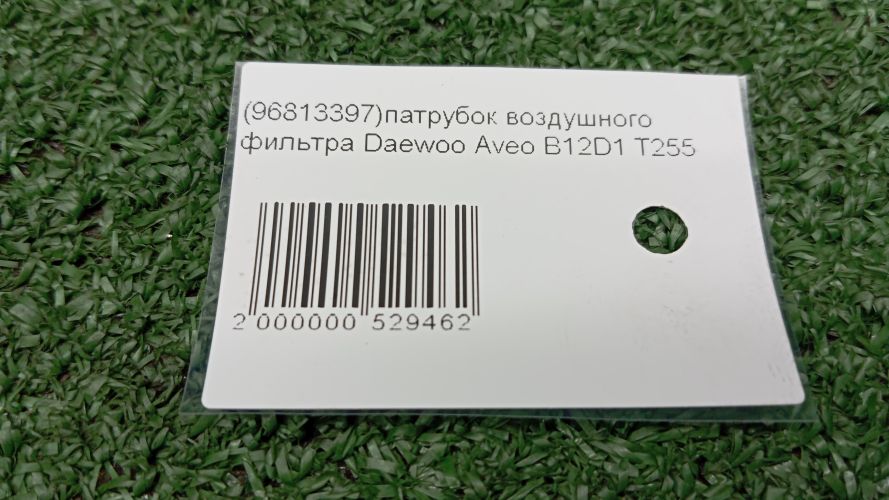 (96813397)патрубок воздушного
фильтра Daewoo Aveo B12D1 T255
2 000000 529462